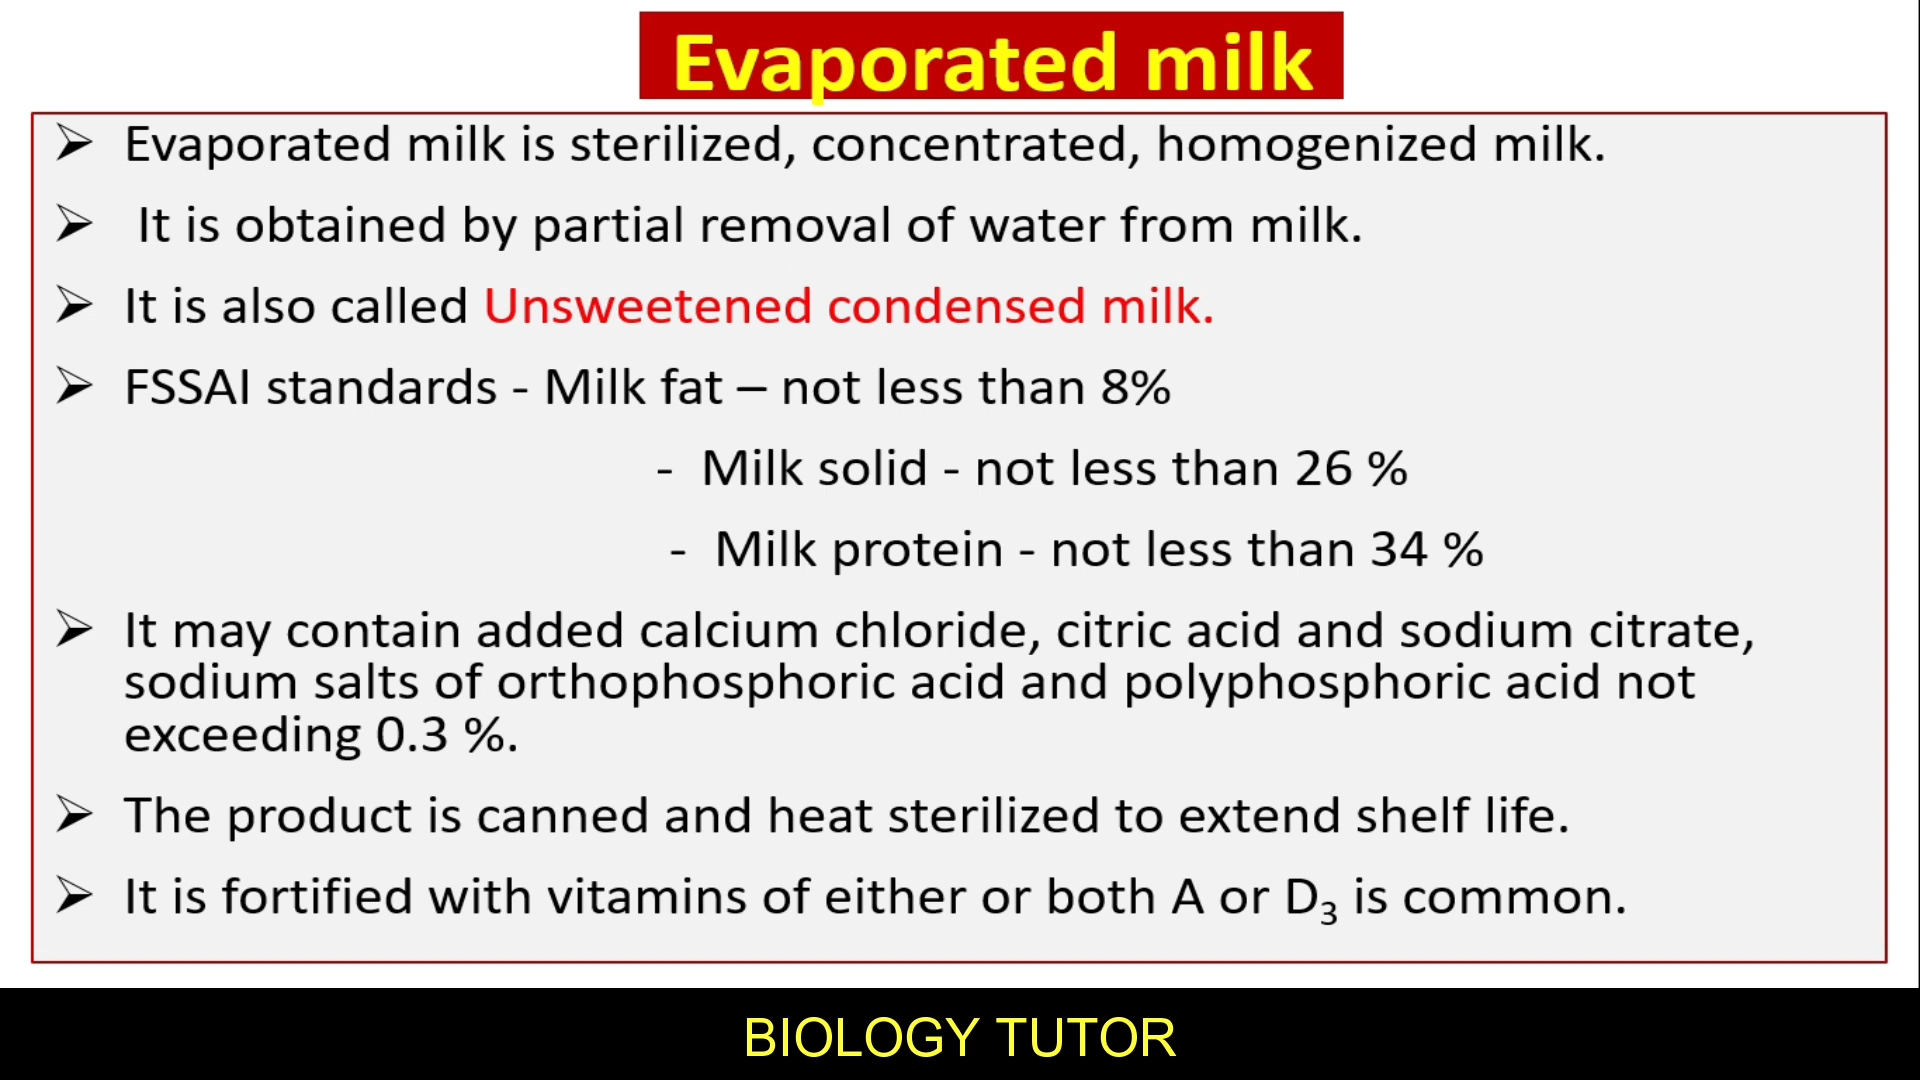 Evaporated milk
➢ Evaporated milk is sterilized, concentrated, homogenized milk.
➢ It is obtained by partial removal of water from milk.
➢ It is also called Unsweetened condensed milk.
➢ FSSAI standards - Milk fat – not less than 8%
- Milk solid - not less than 26 %
- Milk protein - not less than 34 %
➢ It may contain added calcium chloride, citric acid and sodium citrate,
sodium salts of orthophosphoric acid and polyphosphoric acid not
exceeding 0.3 %.
➢ The product is canned and heat sterilized to extend shelf life.
➢ It is fortified with vitamins of either or both A or D₃ is common.
BIOLOGY TUTOR